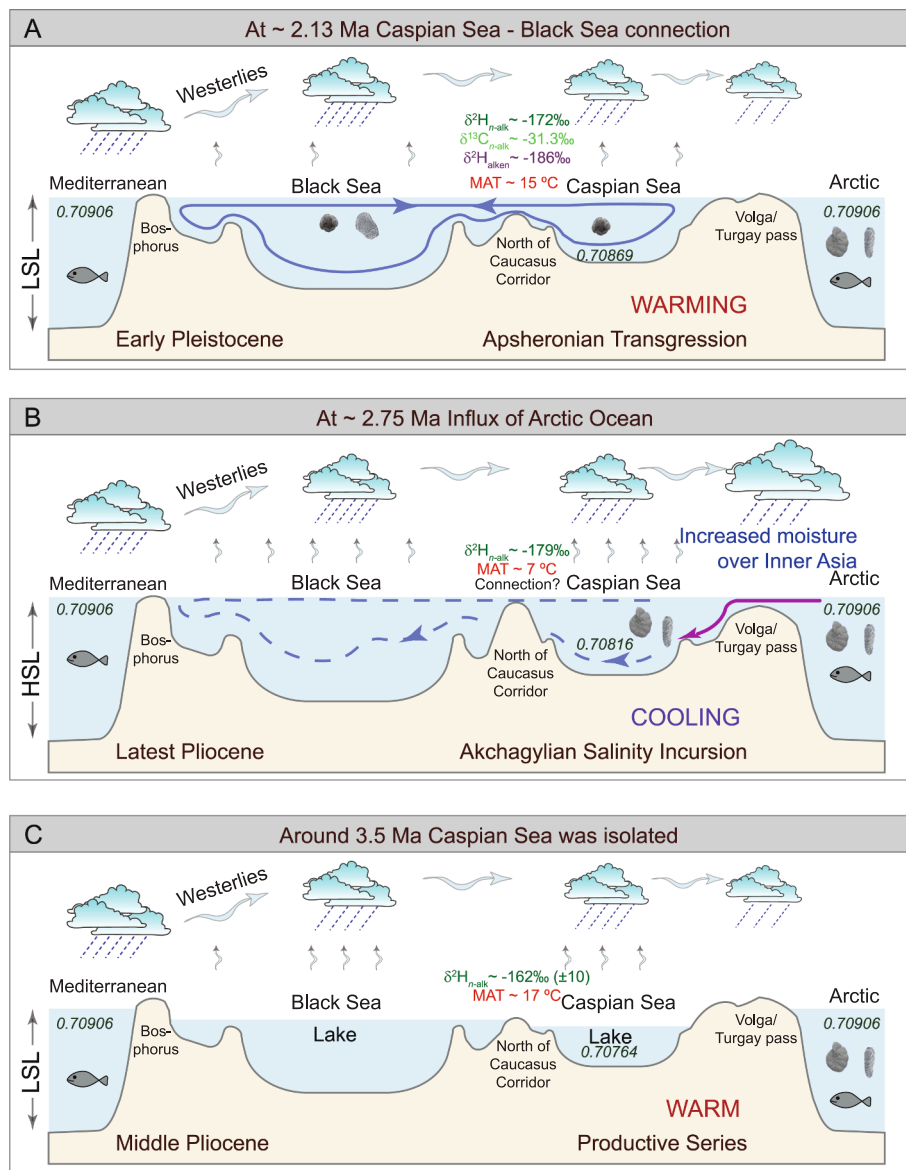 A
At ~ 2.13 Ma Caspian Sea - Black Sea connection
Westerlies
δ²Hn-alk~ -172‰
δ¹³Cn-alk~ -31.3‰
δ²Halken~ -186‰
MAT ~ 15 ºC
Mediterranean
Black Sea
Caspian Sea
Arctic
0.70906
0.70906
Bos-
phorus
Volga/
Turgay pass
North of
Caucasus
Corridor
0.70869
LSL
WARMING
Early Pleistocene
Apsheronian Transgression
B
At ~ 2.75 Ma Influx of Arctic Ocean
Westerlies
Increased moisture
over Inner Asia
δ²Hn-alk~ -179‰
MAT ~ 7 ºC
Connection?
Mediterranean
Black Sea
Caspian Sea
Arctic
0.70906
0.70906
Bos-
phorus
Volga/
Turgay pass
0.70816
North of
Caucasus
Corridor
HSL
COOLING
Latest Pliocene
Akchagylian Salinity Incursion
C
Around 3.5 Ma Caspian Sea was isolated
Westerlies
δ²Hn-alk~ -162‰ (±10)
MAT ~ 17 ºC
Mediterranean
Black Sea
Caspian Sea
Arctic
0.70906
0.70906
Bos-
phorus
Lake
Lake
Volga/
Turgay pass
0.70764
North of
Caucasus
Corridor
LSL
WARM
Middle Pliocene
Productive Series